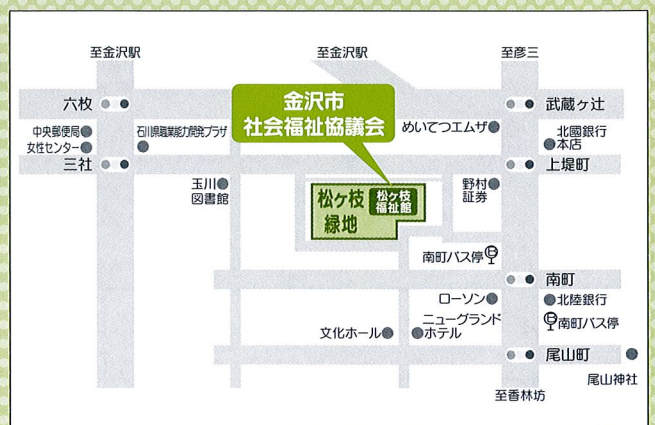 至金沢駅
至金沢駅
至彦三
六枚
武蔵ヶ辻
金沢市
社会福祉協議会
中央郵便局
女性センター
石川県職業能力開発プラザ
めいてつエムザ
北國銀行
本店
三社
上堤町
玉川
図書館
松ヶ枝
緑地
松ヶ枝
福祉館
野村
証券
南町バス停
南町
ローソン
北陸銀行
ニューグランド
ホテル
南町バス停
文化ホール
尾山町
尾山神社
至香林坊